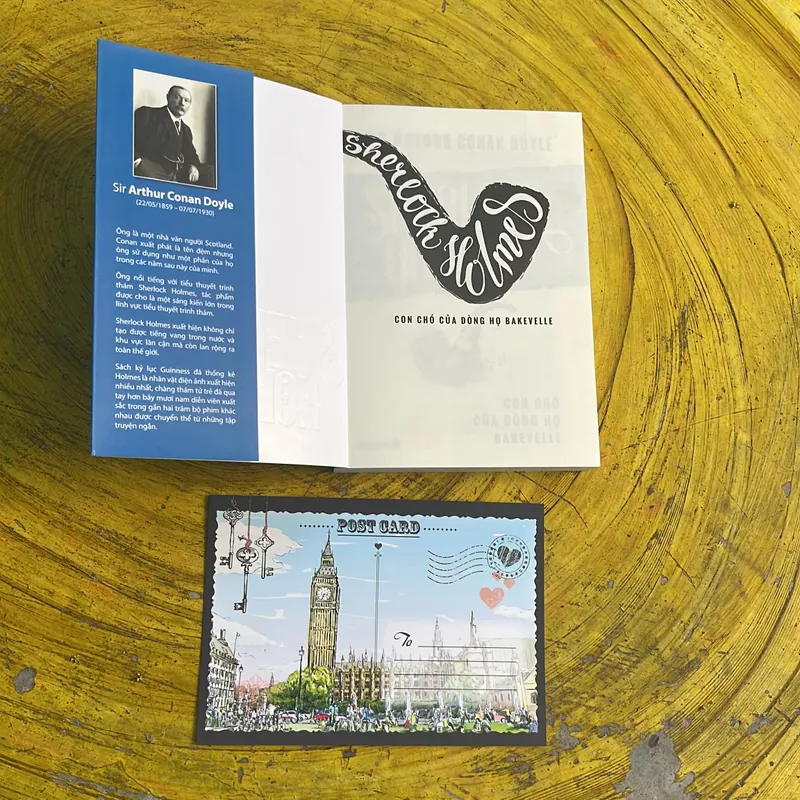 Sir Arthur Conan Doyle
(22/05/1859 – 07/07/1930)
Ông là một nhà văn người Scotland,
Conan xuất phát là tên đệm nhưng
ông sử dụng như một phần của họ
trong các năm sau này của mình.
Ông nổi tiếng với tiểu thuyết trinh
thám Sherlock Holmes, tác phẩm
được cho là một sáng kiến lớn trong
lĩnh vực tiểu thuyết trinh thám.
Sherlock Holmes xuất hiện không chỉ
tạo được tiếng vang trong nước và
khu vực lân cận mà còn lan rộng ra
toàn thế giới.
Sách kỷ lục Guinness đã thống kê
Holmes là nhân vật điện ảnh xuất hiện
nhiều nhất, chàng thám tử trẻ đã qua
tay hơn bảy mươi nam diễn viên xuất
sắc trong gần hai trăm bộ phim khác
nhau được chuyển thể từ những tập
truyện ngắn.
Sherlock Holmes
CON CHÓ CỦA DÒNG HỌ BAKEVELLE
CON CHÓ
CỦA DÒNG HỌ
BAKEVELLE
POST CARD
To